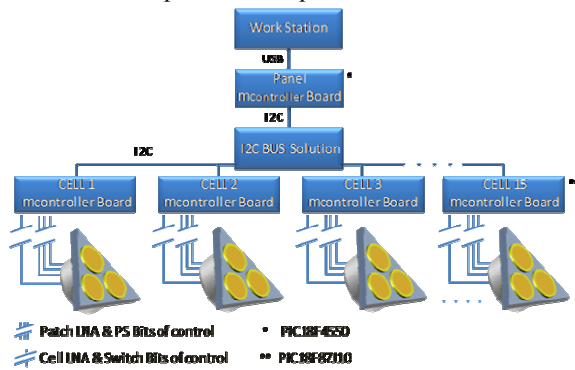 Work Station
USB
Panel *
mcontroller Board
I2C
I2C BUS Solution
I2C
CELL 1 CELL 2 CELL 3 CELL 15 **
mcontroller Board mcontroller Board mcontroller Board mcontroller Board
Patch LNA & PS Bits of control * PIC18F4550
Cell LNA & Switch Bits of control ** PIC18F87J10